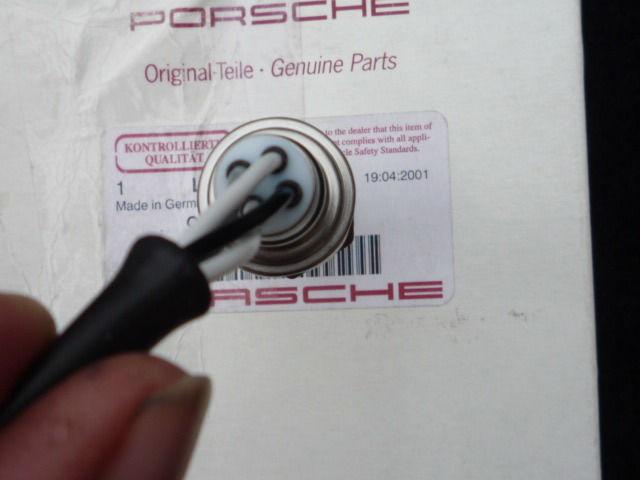 PORSCHE
Original-Teile · Genuine Parts
KONTROLLIERTE
QUALITÄT
to the dealer that this item of
complies with all appli-
Safety Standards.
1
19:04:2001
Made in Germ
PORSCHE